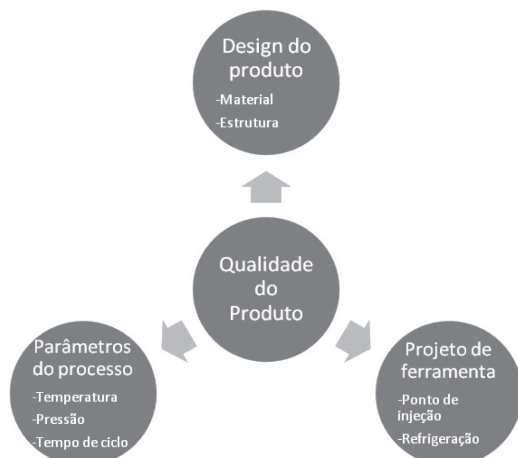 Design do
produto
-Material
-Estrutura
Qualidade
do
Produto
Parâmetros
do processo
-Temperatura
-Pressão
-Tempo de ciclo
Projeto de
ferramenta
-Ponto de
injeção
-Refrigeração